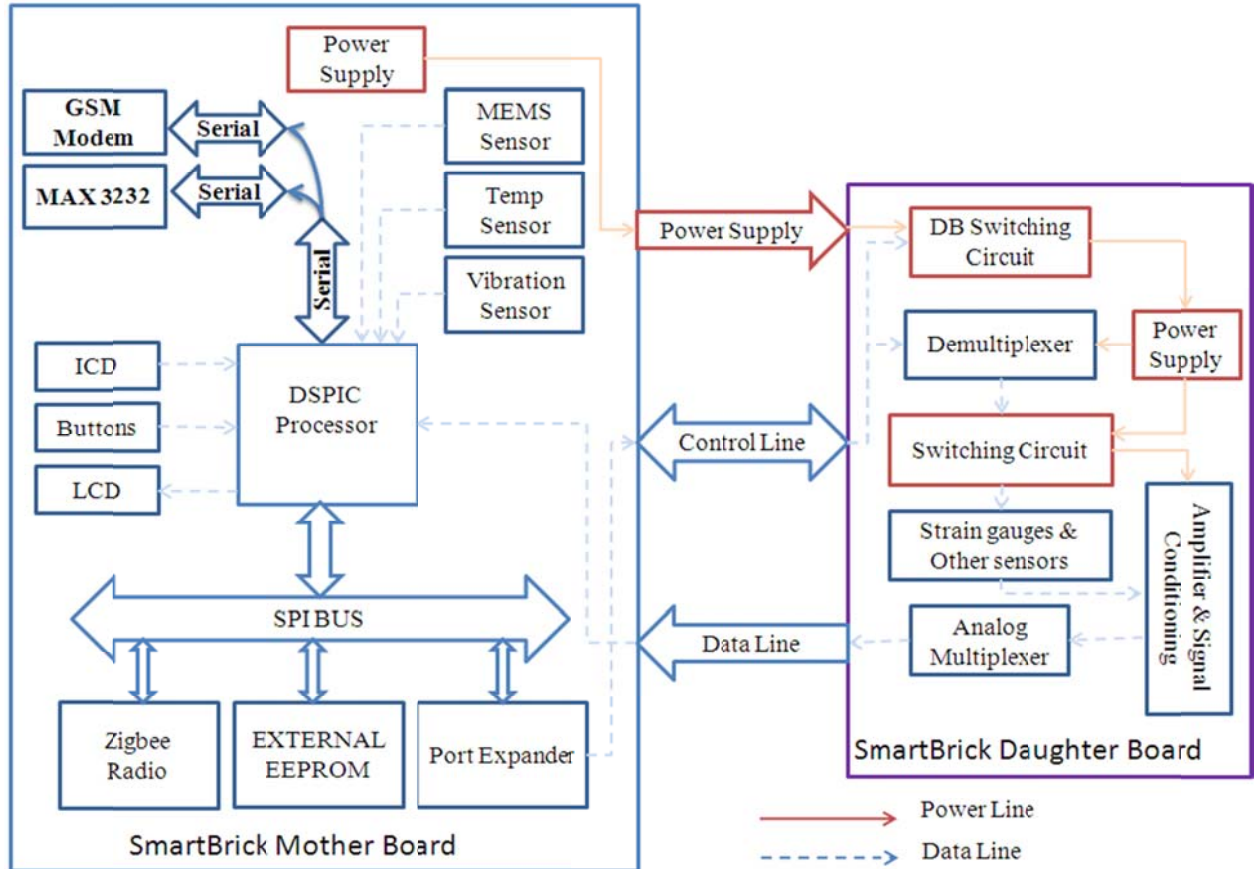 Power
Supply
GSM
Modem
Serial
MAX 3232
Serial
Serial
MEMS
Sensor
Temp
Sensor
Vibration
Sensor
ICD
Buttons
LCD
DSPIC
Processor
SPI BUS
Zigbee
Radio
EXTERNAL
EEPROM
Port Expander
SmartBrick Mother Board
Power Supply
Control Line
Data Line
DB Switching
Circuit
Demultiplexer
Power
Supply
Switching Circuit
Strain gauges &
Other sensors
Analog
Multiplexer
Amplifier & Signal
Conditioning
SmartBrick Daughter Board
Power Line
Data Line